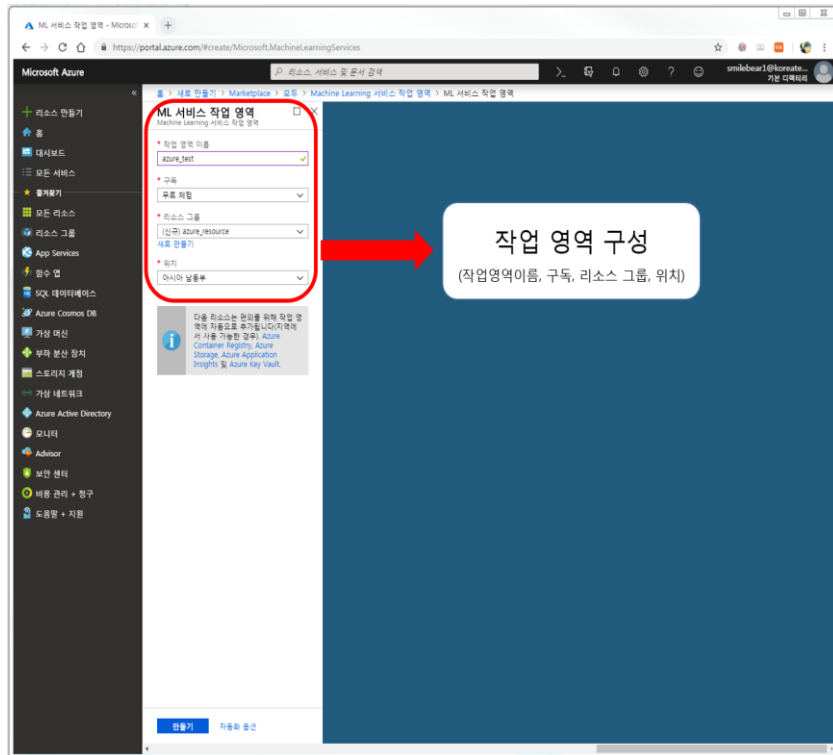 ML 서비스 작업 영역 - Microsof
https://portal.azure.com/#create/Microsoft.MachineLearningServices
Microsoft Azure
리소스, 서비스 및 문서 검색
smilebear1@koreate...
기본 디렉터리
홈 > 새로 만들기 > Marketplace > 모두 > Machine Learning 서비스 작업 영역 > ML 서비스 작업 영역
리소스 만들기
홈
대시보드
모든 서비스
즐겨찾기
모든 리소스
리소스 그룹
App Services
함수 앱
SQL 데이터베이스
Azure Cosmos DB
가상 머신
부하 분산 장치
스토리지 계정
가상 네트워크
Azure Active Directory
모니터
Advisor
보안 센터
비용 관리 + 청구
도움말 + 지원
ML 서비스 작업 영역
Machine Learning 서비스 작업 영역
* 작업 영역 이름
azure_test
* 구독
무료 체험
* 리소스 그룹
(신규) azure_resource
새로 만들기
* 위치
아시아 남동부
다음 리소스는 편의를 위해 작업 영
역에 자동으로 추가됩니다(지역에
서 사용 가능한 경우). Azure
Container Registry, Azure
Storage, Azure Application
Insights 및 Azure Key Vault.
만들기
자동화 옵션
작업 영역 구성
(작업영역이름, 구독, 리소스 그룹, 위치)